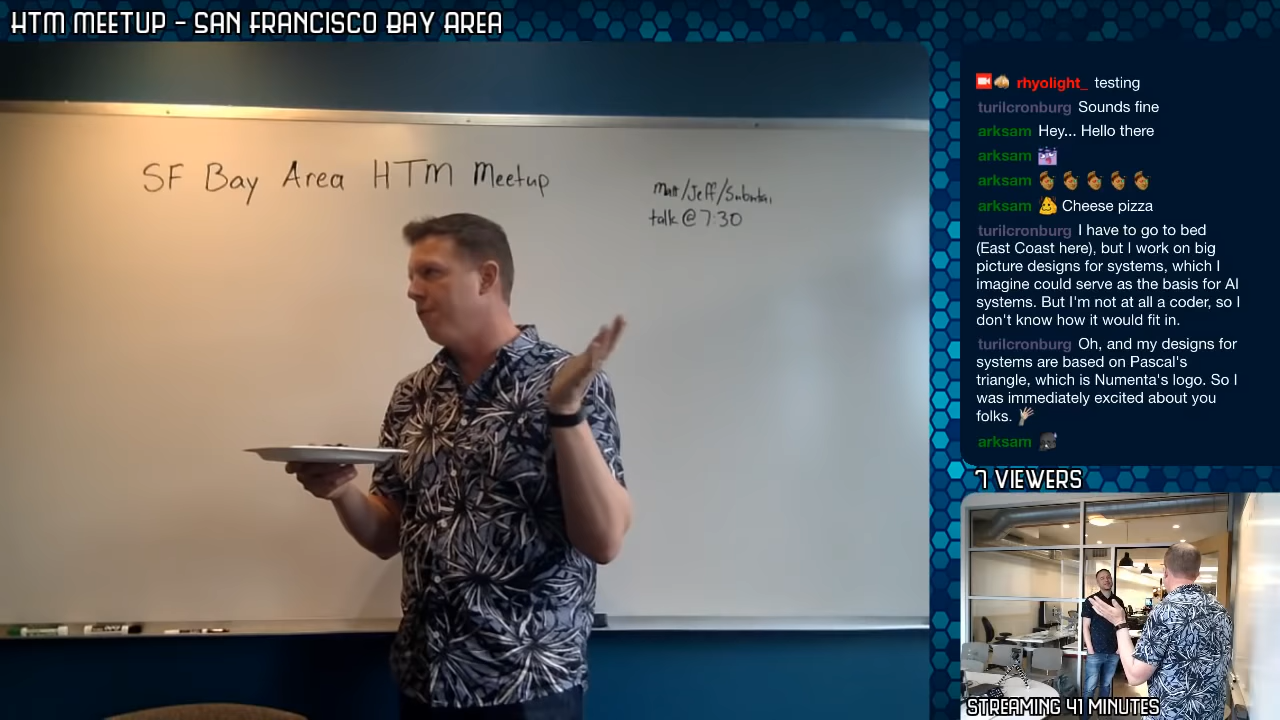 HTM MEETUP - SAN FRANCISCO BAY AREA
SF Bay Area HTM Meetup
Matt/Jeff/Subutai
talk @ 7:30
rhyolight_ testing
turilcronburg Sounds fine
arksam Hey... Hello there
arksam
arksam
arksam Cheese pizza
turilcronburg I have to go to bed
(East Coast here), but I work on big
picture designs for systems, which I
imagine could serve as the basis for AI
systems. But I'm not at all a coder, so I
don't know how it would fit in.
turilcronburg Oh, and my designs for
systems are based on Pascal's
triangle, which is Numenta's logo. So I
was immediately excited about you
folks.
arksam
7 VIEWERS
STREAMING 41 MINUTES